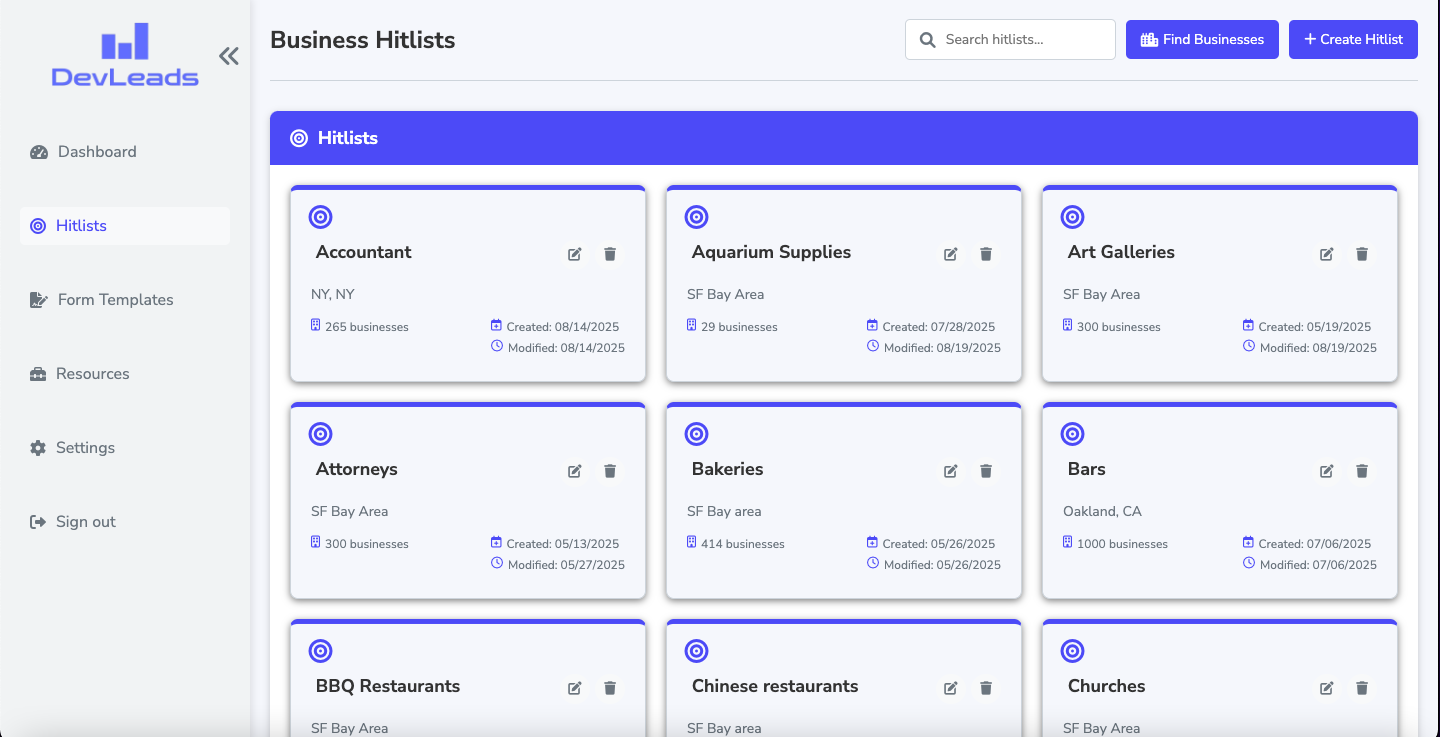 DevLeads
Dashboard
Hitlists
Form Templates
Resources
Settings
Sign out
Business Hitlists
Search hitlists...
Find Businesses
+ Create Hitlist
Hitlists
Accountant
NY, NY
265 businesses
Created: 08/14/2025
Modified: 08/14/2025
Aquarium Supplies
SF Bay Area
29 businesses
Created: 07/28/2025
Modified: 08/19/2025
Art Galleries
SF Bay Area
300 businesses
Created: 05/19/2025
Modified: 08/19/2025
Attorneys
SF Bay Area
300 businesses
Created: 05/13/2025
Modified: 05/27/2025
Bakeries
SF Bay area
414 businesses
Created: 05/26/2025
Modified: 05/26/2025
Bars
Oakland, CA
1000 businesses
Created: 07/06/2025
Modified: 07/06/2025
BBQ Restaurants
SF Bay Area
Chinese restaurants
SF Bay area
Churches
SF Bay Area